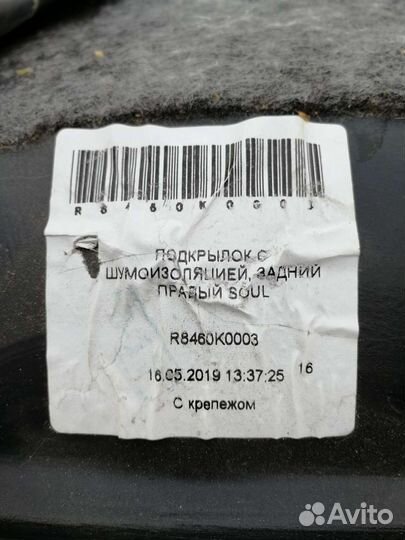 R8460K0003
ПОДКРЫЛОК С
ШУМОИЗОЛЯЦИЕЙ, ЗАДНИЙ
ПРАВЫЙ SOUL
R8460K0003
16.05.2019 13:37:25 16
С крепежом
Avito